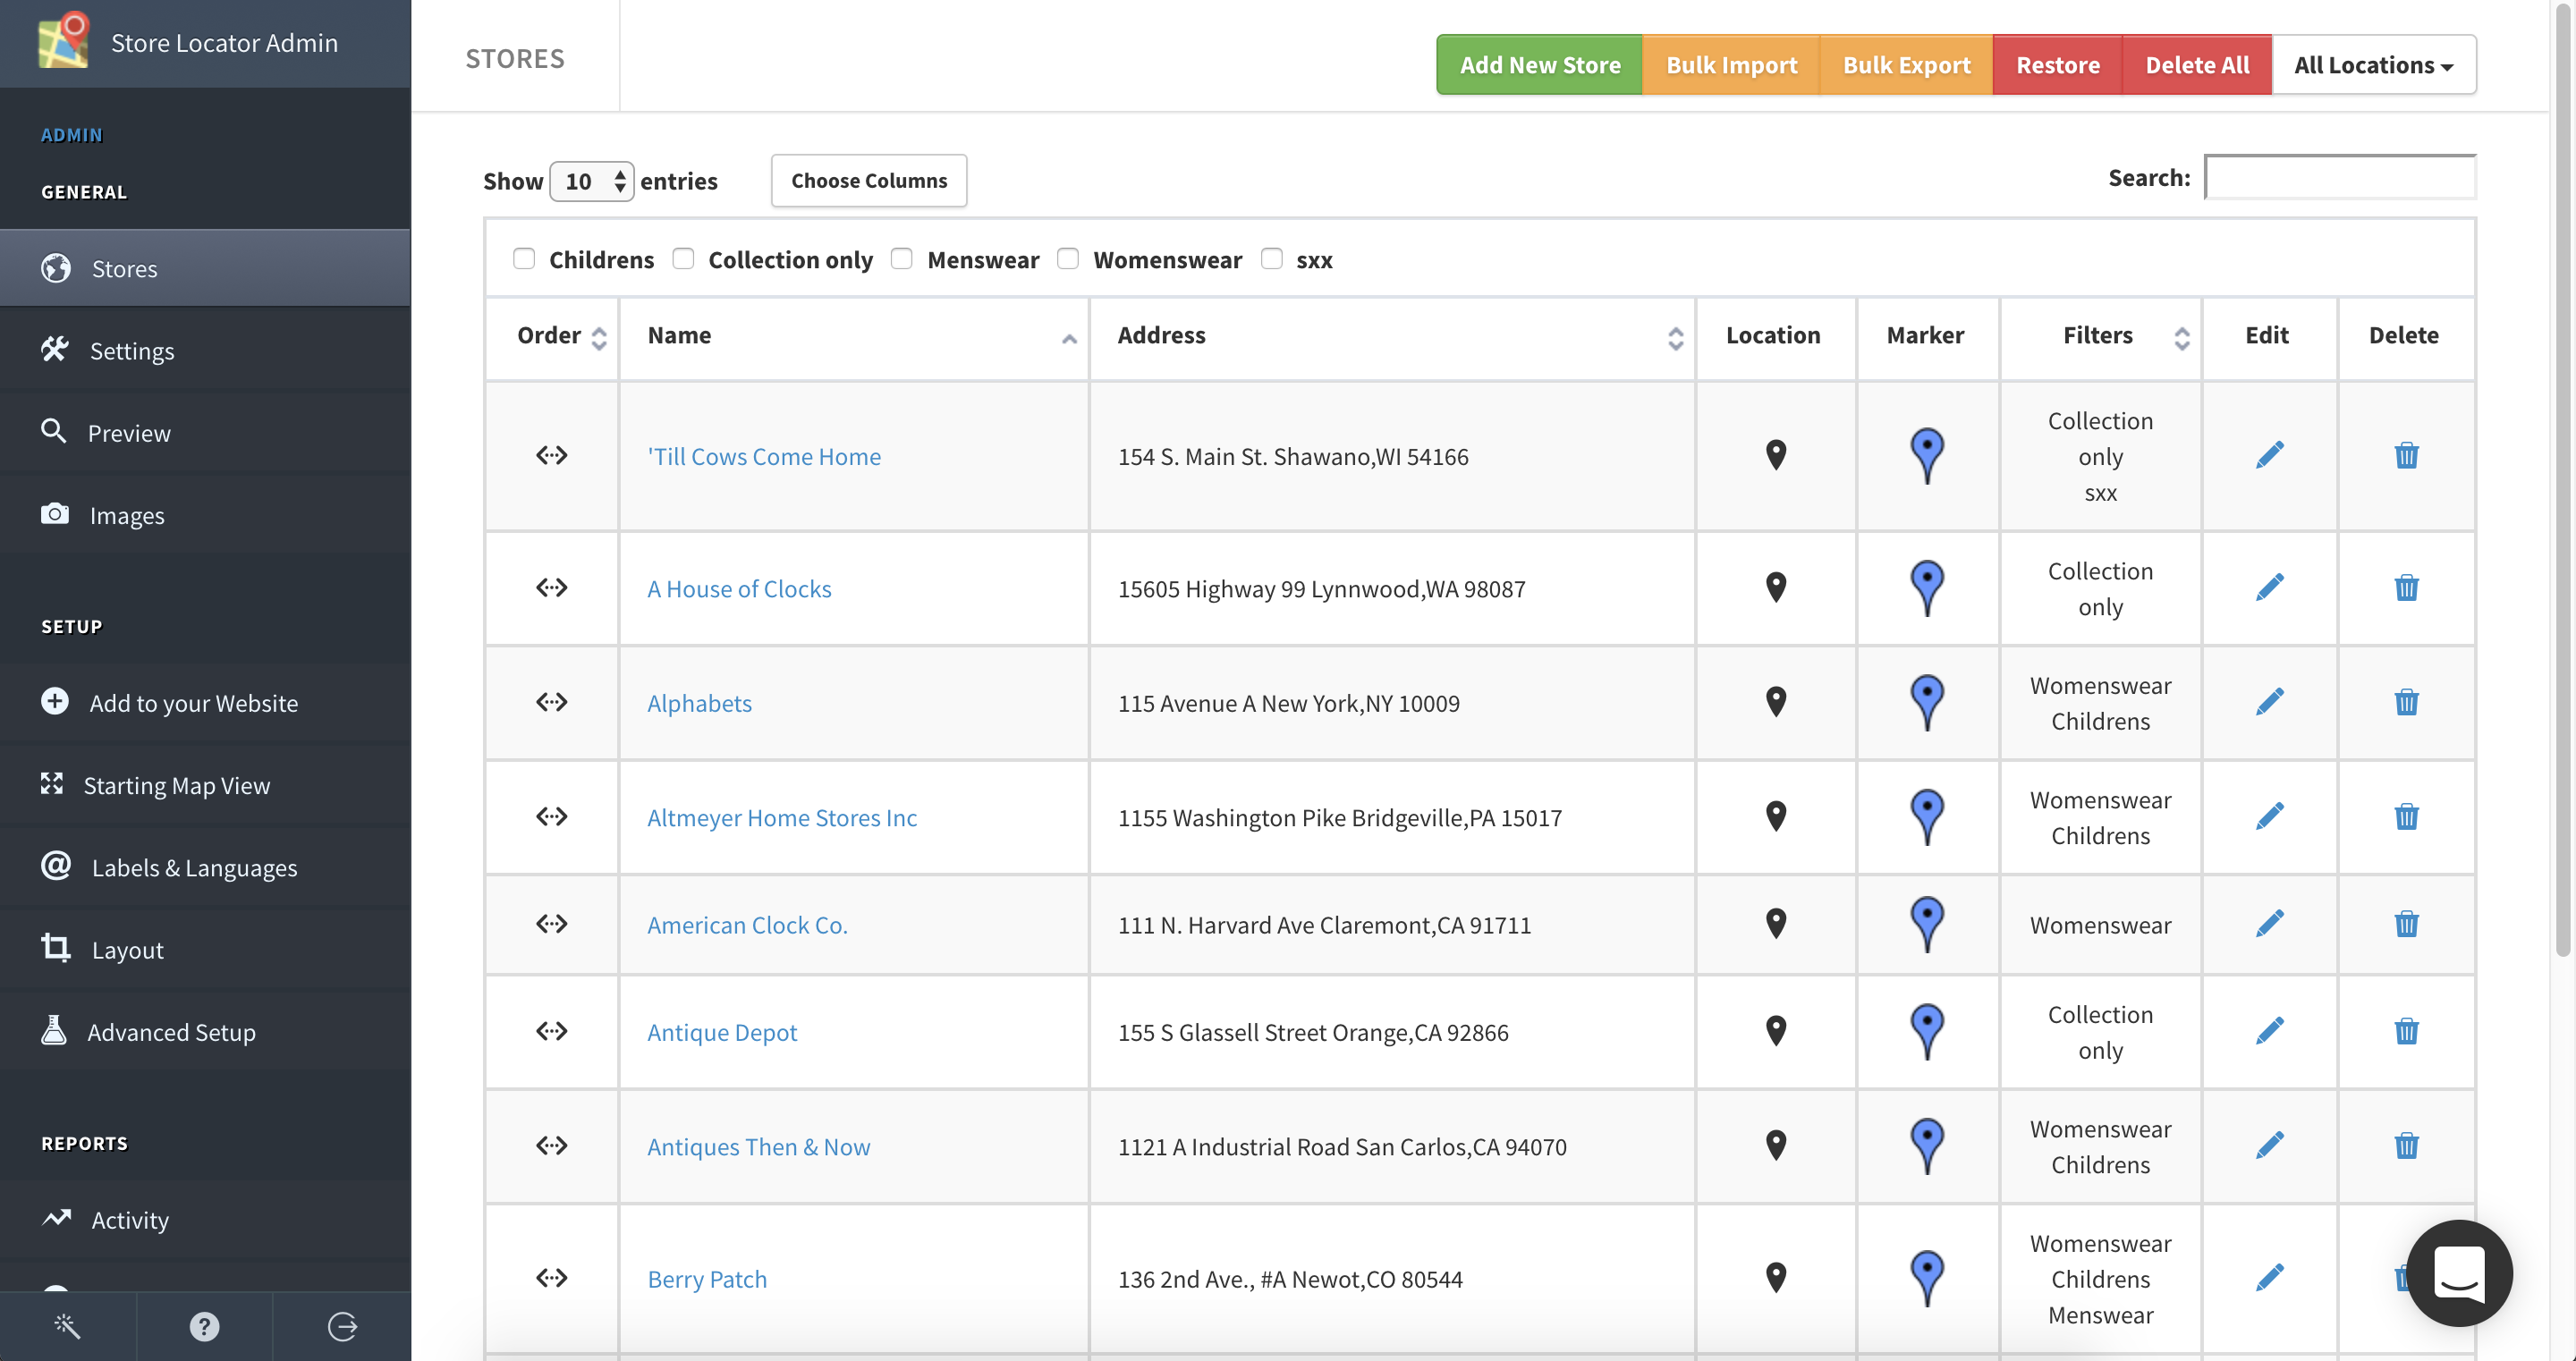 Store Locator Admin
ADMIN
GENERAL
Stores
Settings
Preview
Images
SETUP
Add to your Website
Starting Map View
Labels & Languages
Layout
Advanced Setup
REPORTS
Activity
STORES
Add New Store Bulk Import Bulk Export Restore Delete All All Locations
Show 10 entries Choose Columns Search:
Childrens Collection only Menswear Womenswear sxx
Order Name Address Location Marker Filters Edit Delete
'Till Cows Come Home 154 S. Main St. Shawano,WI 54166 Collection
only
sxx
A House of Clocks 15605 Highway 99 Lynnwood,WA 98087 Collection
only
Alphabets 115 Avenue A New York,NY 10009 Womenswear
Childrens
Altmeyer Home Stores Inc 1155 Washington Pike Bridgeville,PA 15017 Womenswear
Childrens
American Clock Co. 111 N. Harvard Ave Claremont,CA 91711 Womenswear
Antique Depot 155 S Glassell Street Orange,CA 92866 Collection
only
Antiques Then & Now 1121 A Industrial Road San Carlos,CA 94070 Womenswear
Childrens
Berry Patch 136 2nd Ave., #A Newot,CO 80544 Womenswear
Childrens
Menswear